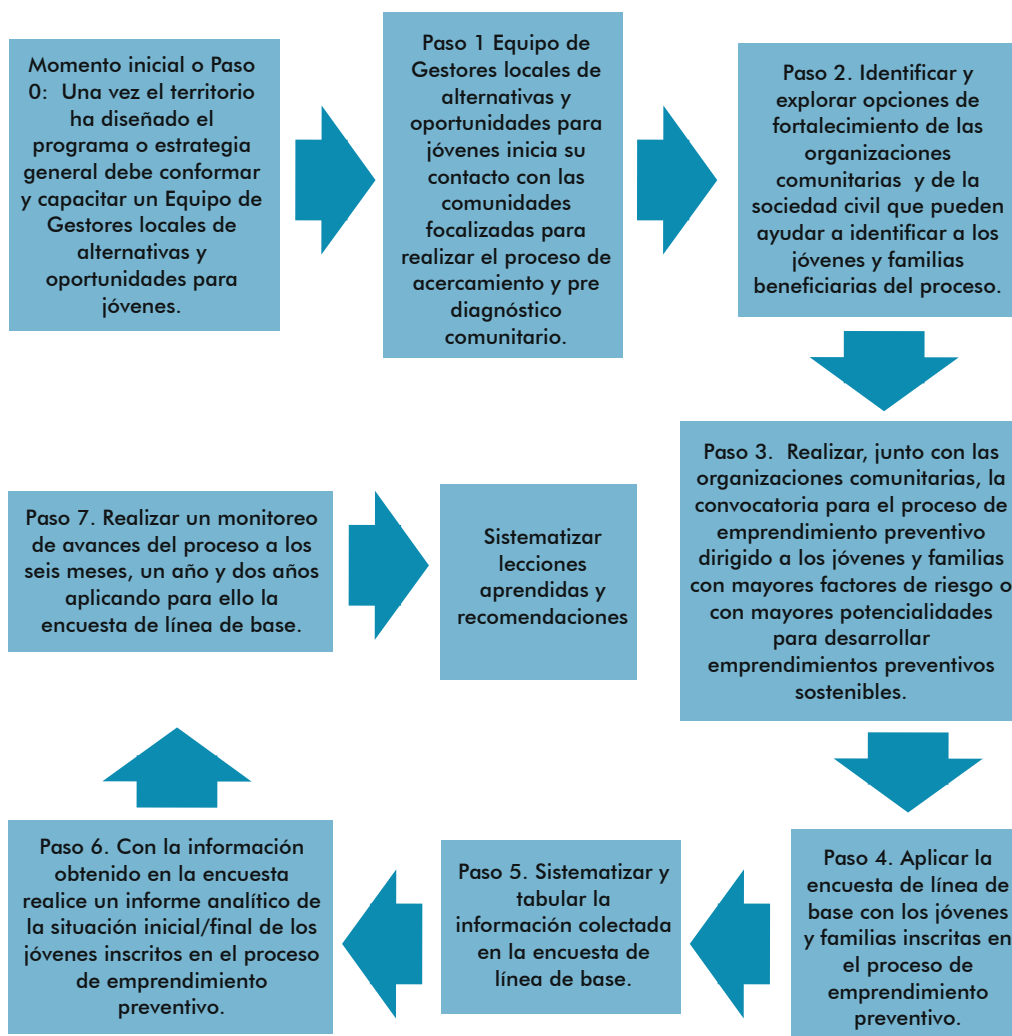 Momento inicial o Paso
0:  Una vez el territorio
ha diseñado el
programa o estrategia
general debe conformar
y capacitar un Equipo de
Gestores locales de
alternativas y
oportunidades para
jóvenes.
Paso 1 Equipo de
Gestores locales de
alternativas y
oportunidades para
jóvenes inicia su
contacto con las
comunidades
focalizadas para
realizar el proceso de
acercamiento y pre
diagnóstico
comunitario.
Paso 2. Identificar y
explorar opciones de
fortalecimiento de las
organizaciones
comunitarias  y de la
sociedad civil que pueden
ayudar a identificar a los
jóvenes y familias
beneficiarias del proceso.
Paso 3.  Realizar, junto con las
organizaciones comunitarias, la
convocatoria para el proceso de
emprendimiento preventivo
dirigido a los jóvenes y familias
con mayores factores de riesgo o
con mayores potencialidades
para desarrollar
emprendimientos preventivos
sostenibles.
Paso 4. Aplicar la
encuesta de línea de
base con los jóvenes
y familias inscritas en
el proceso de
emprendimiento
preventivo.
Paso 5. Sistematizar y
tabular la
información colectada
en la encuesta de
línea de base.
Paso 6. Con la información
obtenido en la encuesta
realice un informe analítico de
la situación inicial/final de los
jóvenes inscritos en el proceso
de emprendimiento
preventivo.
Paso 7. Realizar un monitoreo
de avances del proceso a los
seis meses, un año y dos años
aplicando para ello la
encuesta de línea de base.
Sistematizar
lecciones
aprendidas y
recomendaciones